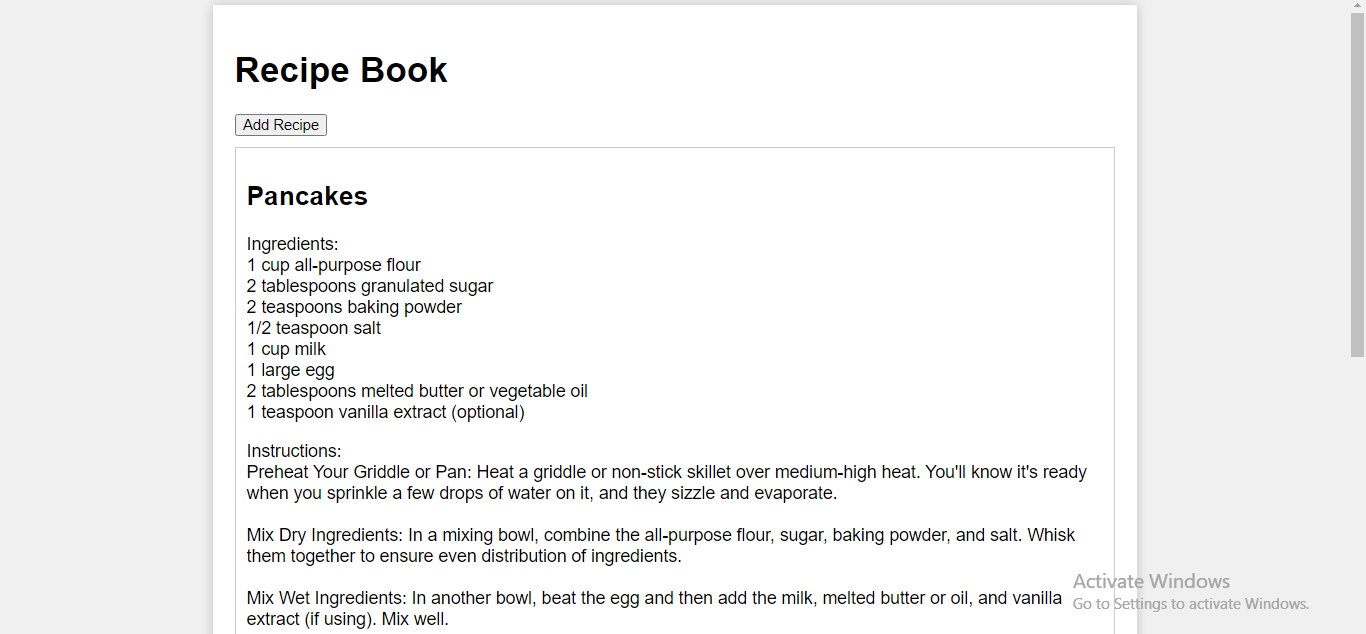 Recipe Book
Add Recipe
Pancakes
Ingredients:
1 cup all-purpose flour
2 tablespoons granulated sugar
2 teaspoons baking powder
1/2 teaspoon salt
1 cup milk
1 large egg
2 tablespoons melted butter or vegetable oil
1 teaspoon vanilla extract (optional)
Instructions:
Preheat Your Griddle or Pan: Heat a griddle or non-stick skillet over medium-high heat. You'll know it's ready
when you sprinkle a few drops of water on it, and they sizzle and evaporate.
Mix Dry Ingredients: In a mixing bowl, combine the all-purpose flour, sugar, baking powder, and salt. Whisk
them together to ensure even distribution of ingredients.
Mix Wet Ingredients: In another bowl, beat the egg and then add the milk, melted butter or oil, and vanilla
extract (if using). Mix well.
Activate Windows
Go to Settings to activate Windows.